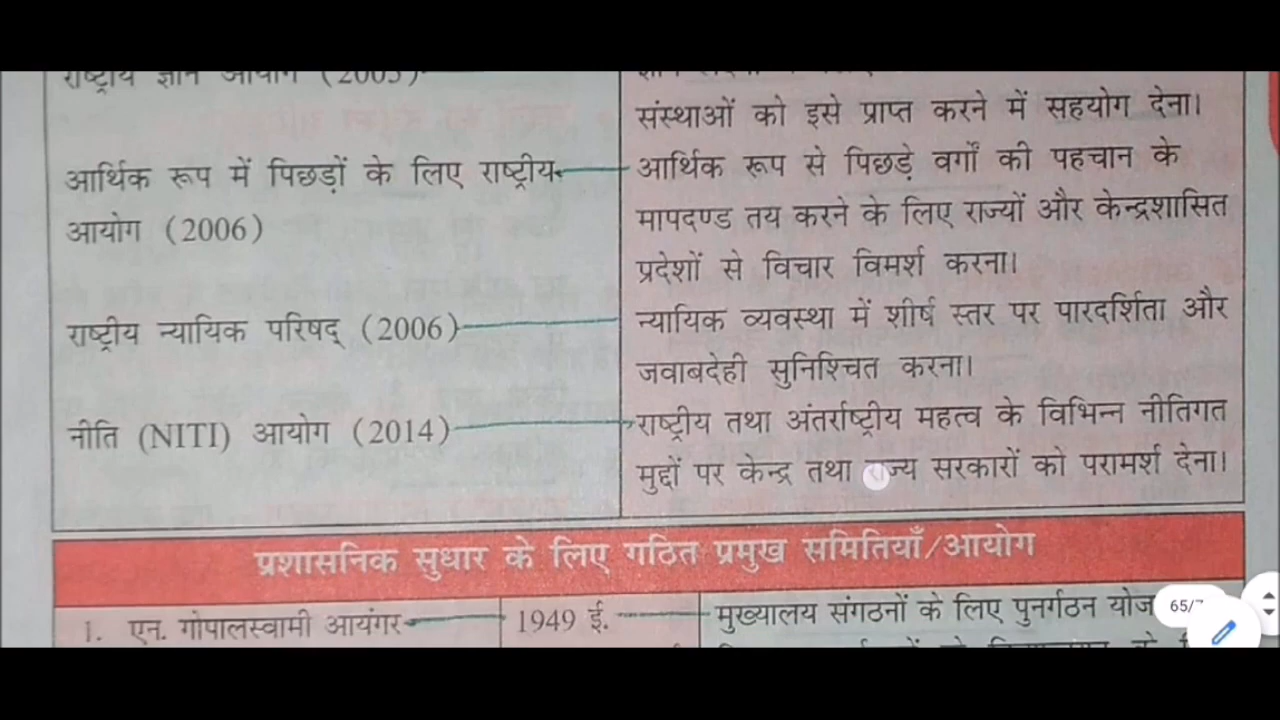 राष्ट्रीय ज्ञान आयोग (2005)
संस्थाओं को इसे प्राप्त करने में सहयोग देना।
आर्थिक रूप में पिछड़ों के लिए राष्ट्रीय
आयोग (2006)
आर्थिक रूप से पिछड़े वर्गों की पहचान के
मापदण्ड तय करने के लिए राज्यों और केन्द्रशासित
प्रदेशों से विचार विमर्श करना।
राष्ट्रीय न्यायिक परिषद् (2006)
न्यायिक व्यवस्था में शीर्ष स्तर पर पारदर्शिता और
जवाबदेही सुनिश्चित करना।
नीति (NITI) आयोग (2014)
राष्ट्रीय तथा अंतर्राष्ट्रीय महत्व के विभिन्न नीतिगत
मुद्दों पर केन्द्र तथा राज्य सरकारों को परामर्श देना।
प्रशासनिक सुधार के लिए गठित प्रमुख समितियाँ/आयोग
1. एन. गोपालस्वामी आयंगर
1949 ई.
मुख्यालय संगठनों के लिए पुनर्गठन
65/